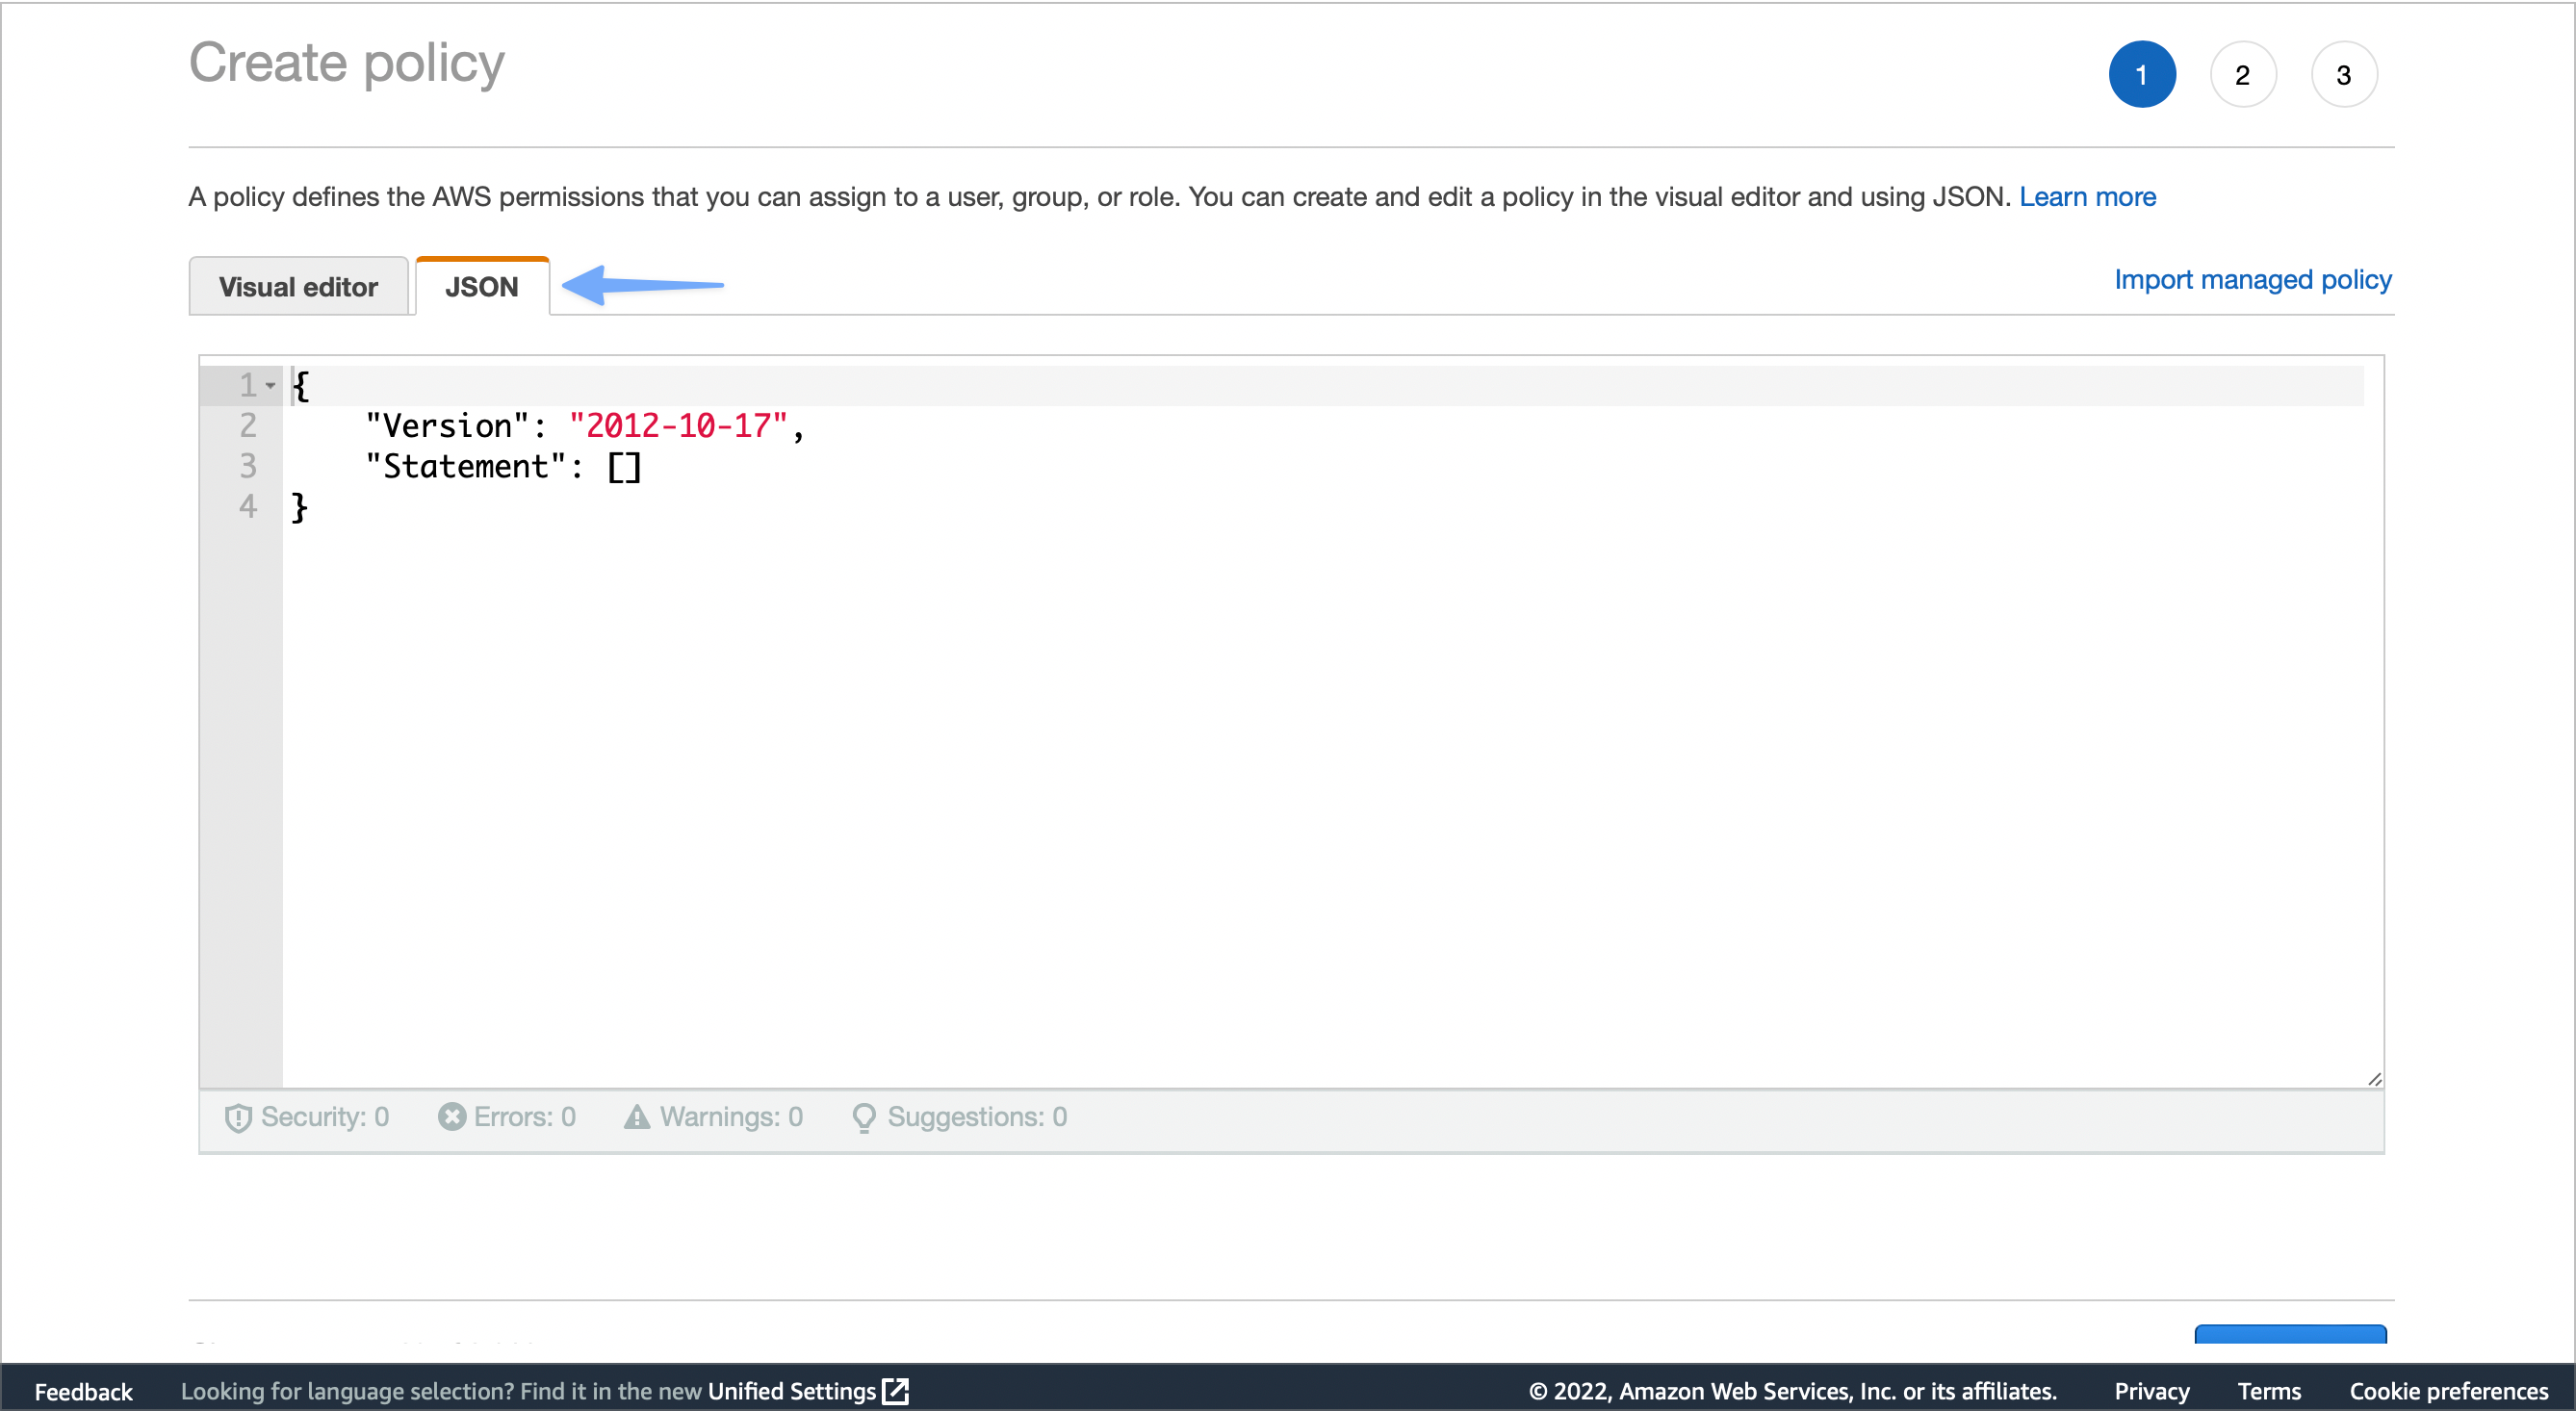 Create policy
1 2 3
A policy defines the AWS permissions that you can assign to a user, group, or role. You can create and edit a policy in the visual editor and using JSON. Learn more
Visual editor JSON Import managed policy
1 {
2     "Version": "2012-10-17",
3     "Statement": []
4 }
Security: 0 Errors: 0 Warnings: 0 Suggestions: 0
Feedback Looking for language selection? Find it in the new Unified Settings © 2022, Amazon Web Services, Inc. or its affiliates. Privacy Terms Cookie preferences